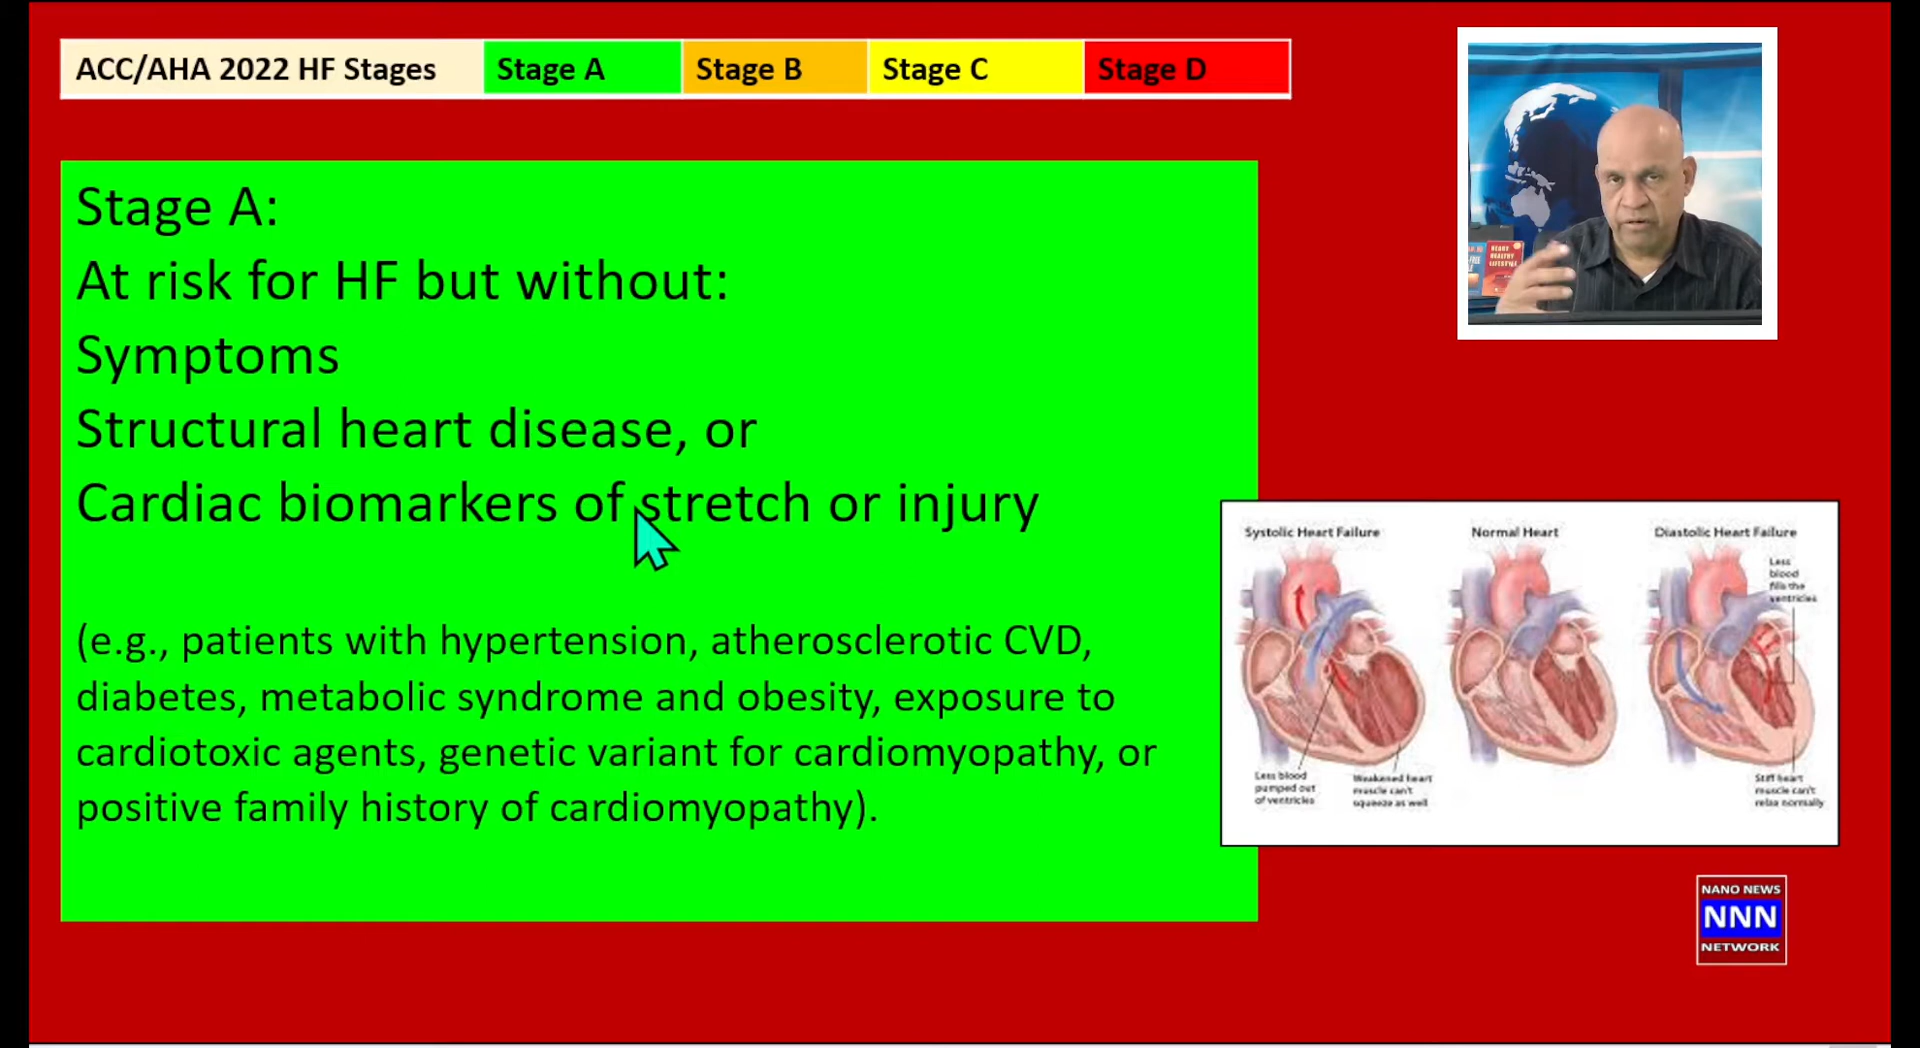 ACC/AHA 2022 HF Stages Stage A Stage B Stage C Stage D
Stage A:
At risk for HF but without:
Symptoms
Structural heart disease, or
Cardiac biomarkers of stretch or injury
(e.g., patients with hypertension, atherosclerotic CVD,
diabetes, metabolic syndrome and obesity, exposure to
cardiotoxic agents, genetic variant for cardiomyopathy, or
positive family history of cardiomyopathy).
HEALTHY
LIFESTYLE
Systolic Heart Failure
Less blood
pumped out
of ventricles
Weakened heart
muscle can't
squeeze as well
Normal Heart
Diastolic Heart Failure
Less
blood
fills the
ventricles
Stiff heart
muscle can't
relax normally
NANO NEWS
NNN
NETWORK